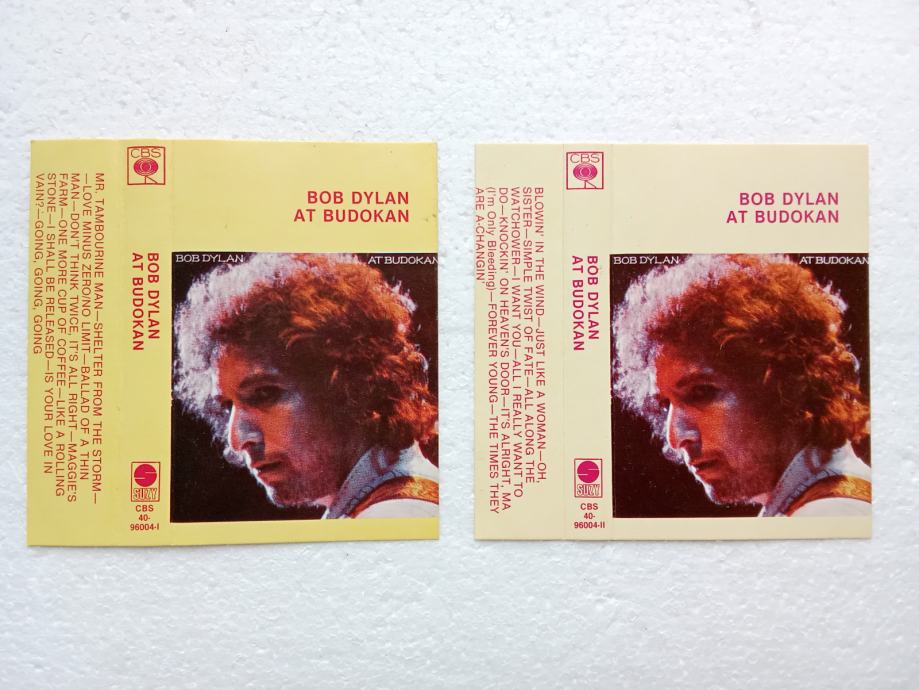 MR. TAMBOURINE MAN—SHELTER FROM THE STORM—
—LOVE MINUS ZERO/NO LIMIT—BALLAD OF A THIN
MAN—DON'T THINK TWICE, IT'S ALL RIGHT—MAGGIE'S
FARM—ONE MORE CUP OF COFFEE—LIKE A ROLLING
STONE—I SHALL BE RELEASED—IS YOUR LOVE IN
VAIN?—GOING, GOING, GOING
CBS
BOB DYLAN
AT BUDOKAN
SUZY
CBS
40-
96004-I
BOB DYLAN
AT BUDOKAN
BOB DYLAN AT BUDOKAN
BLOWIN' IN THE WIND—JUST LIKE A WOMAN—OH,
SISTER—SIMPLE TWIST OF FATE—ALL ALONG THE
WATCHOWER—I WANT YOU—ALL I REALLY WANT TO
DO—KNOCKIN' ON HEAVEN'S DOOR—IT'S ALRIGHT, MA
(I'm Only Bleeding)—FOREVER YOUNG—THE TIMES THEY
ARE A-CHANGIN'
CBS
BOB DYLAN
AT BUDOKAN
SUZY
CBS
40-
96004-II
BOB DYLAN
AT BUDOKAN
BOB DYLAN AT BUDOKAN